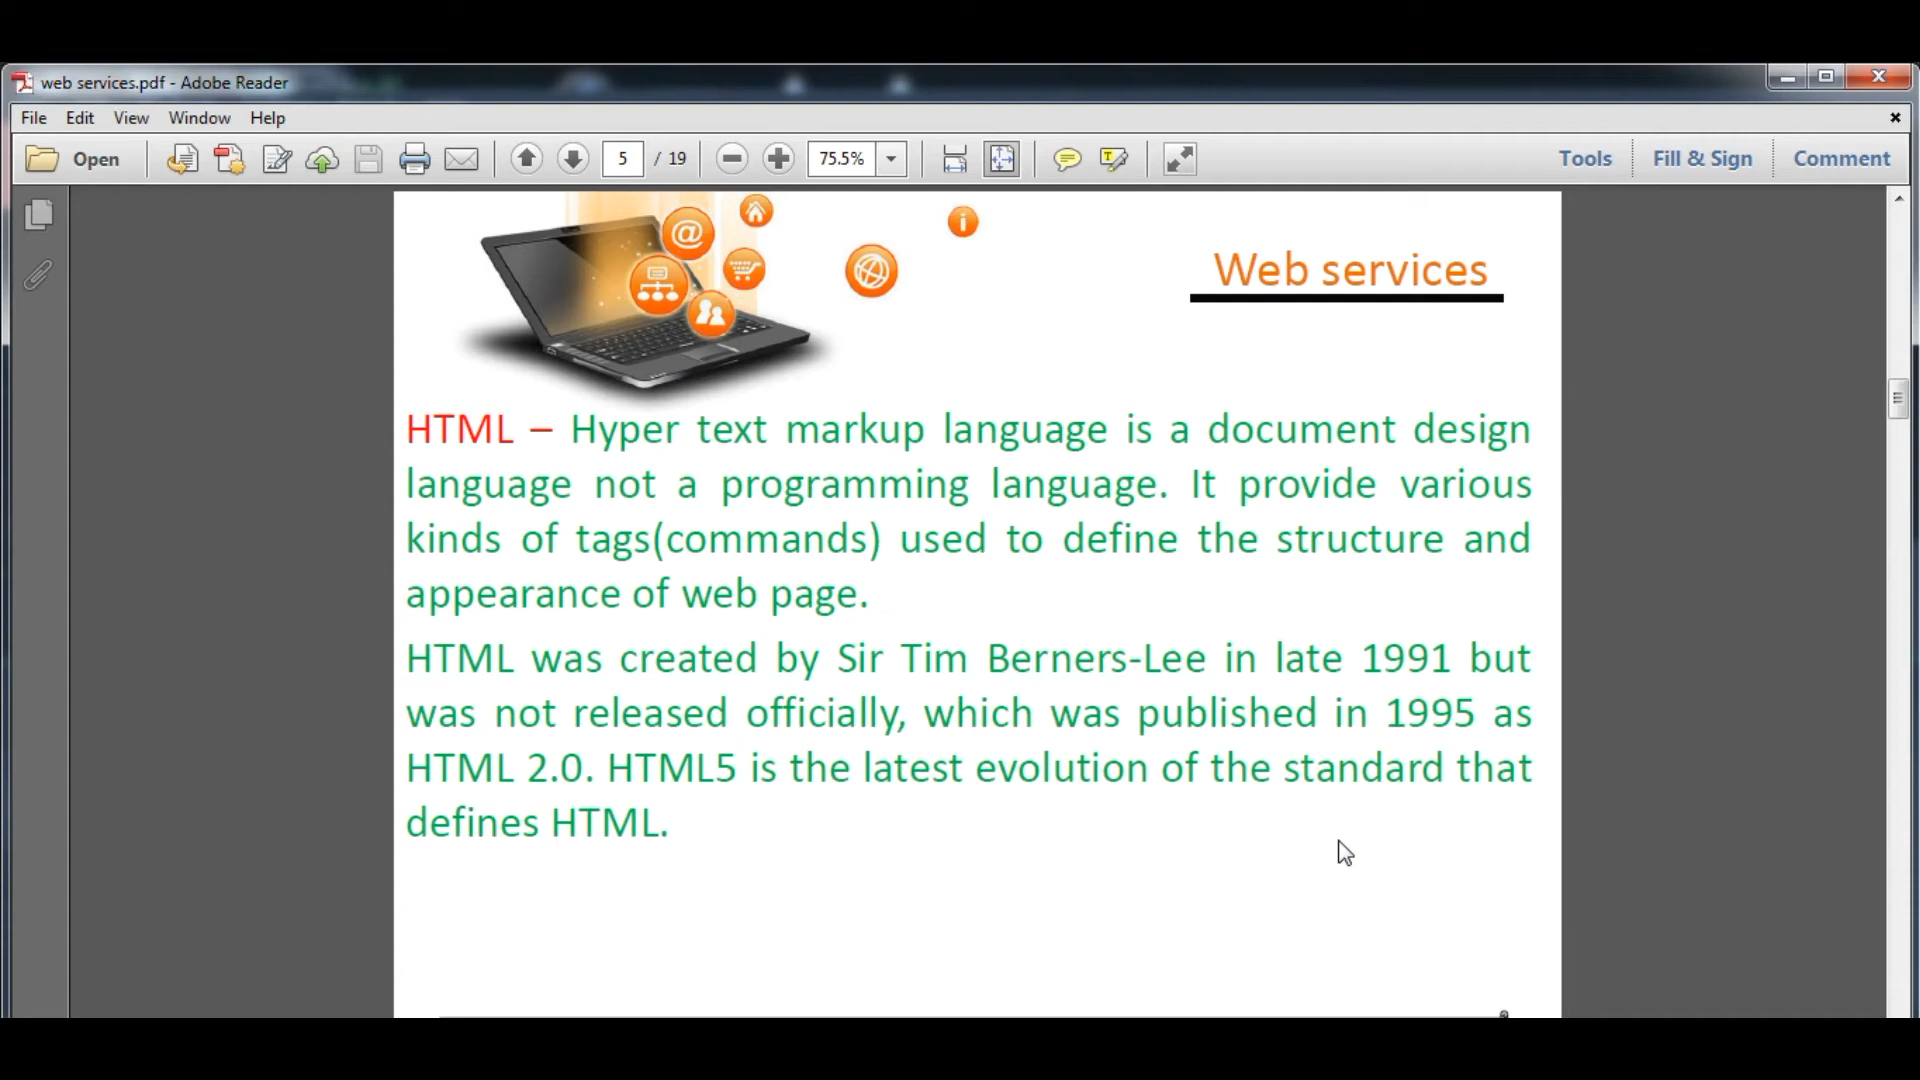 web services.pdf - Adobe Reader
File Edit View Window Help
Open 5 / 19 75.5% Tools Fill & Sign Comment
Web services
HTML – Hyper text markup language is a document design
language not a programming language. It provide various
kinds of tags(commands) used to define the structure and
appearance of web page.
HTML was created by Sir Tim Berners-Lee in late 1991 but
was not released officially, which was published in 1995 as
HTML 2.0. HTML5 is the latest evolution of the standard that
defines HTML.